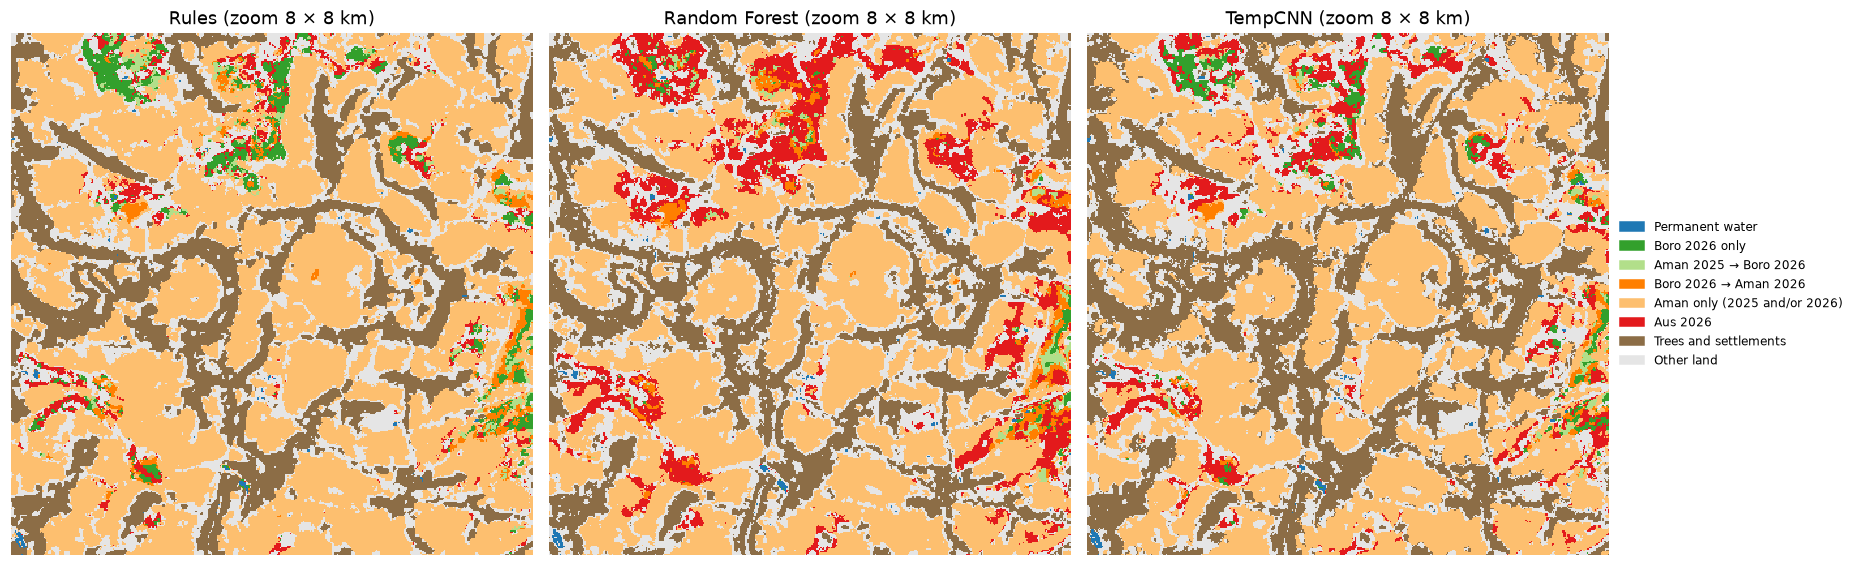 Rules (zoom 8 × 8 km)
Random Forest (zoom 8 × 8 km)
TempCNN (zoom 8 × 8 km)
Permanent water
Boro 2026 only
Aman 2025 → Boro 2026
Boro 2026 → Aman 2026
Aman only (2025 and/or 2026)
Aus 2026
Trees and settlements
Other land